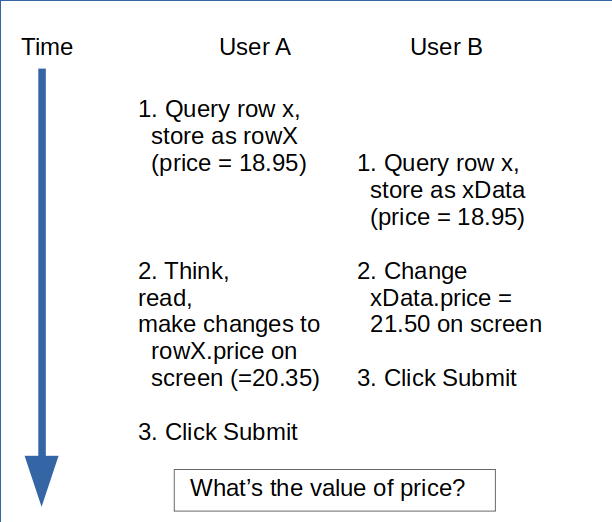 Time
User A
User B
1. Query row x,
store as rowX
(price = 18.95)
1. Query row x,
store as xData
(price = 18.95)
2. Think,
read,
make changes to
rowX.price on
screen (=20.35)
2. Change
xData.price =
21.50 on screen
3. Click Submit
3. Click Submit
What's the value of price?